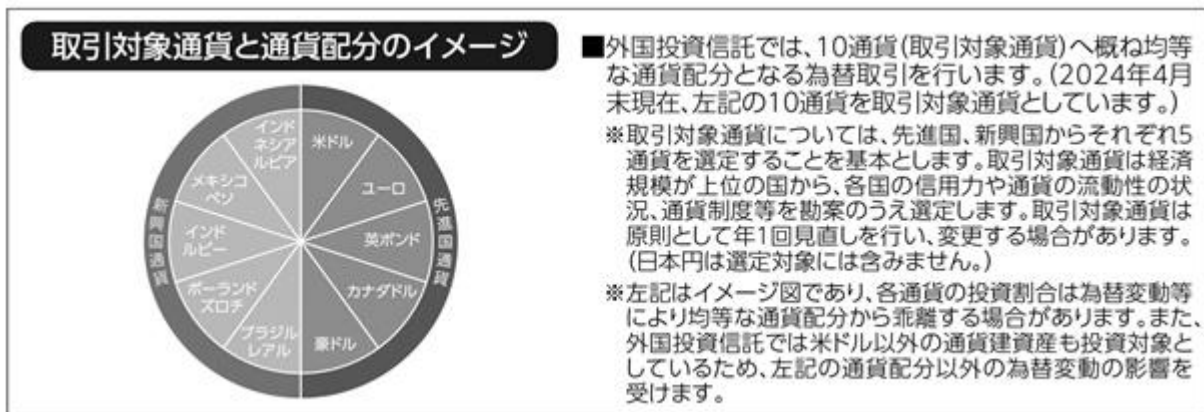 取引対象通貨と通貨配分のイメージ
インド
ネシア
ルピア
米ドル
メキシコ
ペソ
ユーロ
新興国通貨
インド
ルピー
英ポンド
先進国通貨
ポーランド
ズロチ
カナダドル
ブラジル
レアル
豪ドル
■外国投資信託では、10通貨(取引対象通貨)へ概ね均等
な通貨配分となる為替取引を行います。(2024年4月
末現在、左記の10通貨を取引対象通貨としています。)
※取引対象通貨については、先進国、新興国からそれぞれ5
通貨を選定することを基本とします。取引対象通貨は経済
規模が上位の国から、各国の信用力や通貨の流動性の状
況、通貨制度等を勘案のうえ選定します。取引対象通貨は
原則として年1回見直しを行い、変更する場合があります。
(日本円は選定対象には含みません。)
※左記はイメージ図であり、各通貨の投資割合は為替変動等
により均等な通貨配分から乖離する場合があります。また、
外国投資信託では米ドル以外の通貨建資産も投資対象と
しているため、左記の通貨配分以外の為替変動の影響を
受けます。